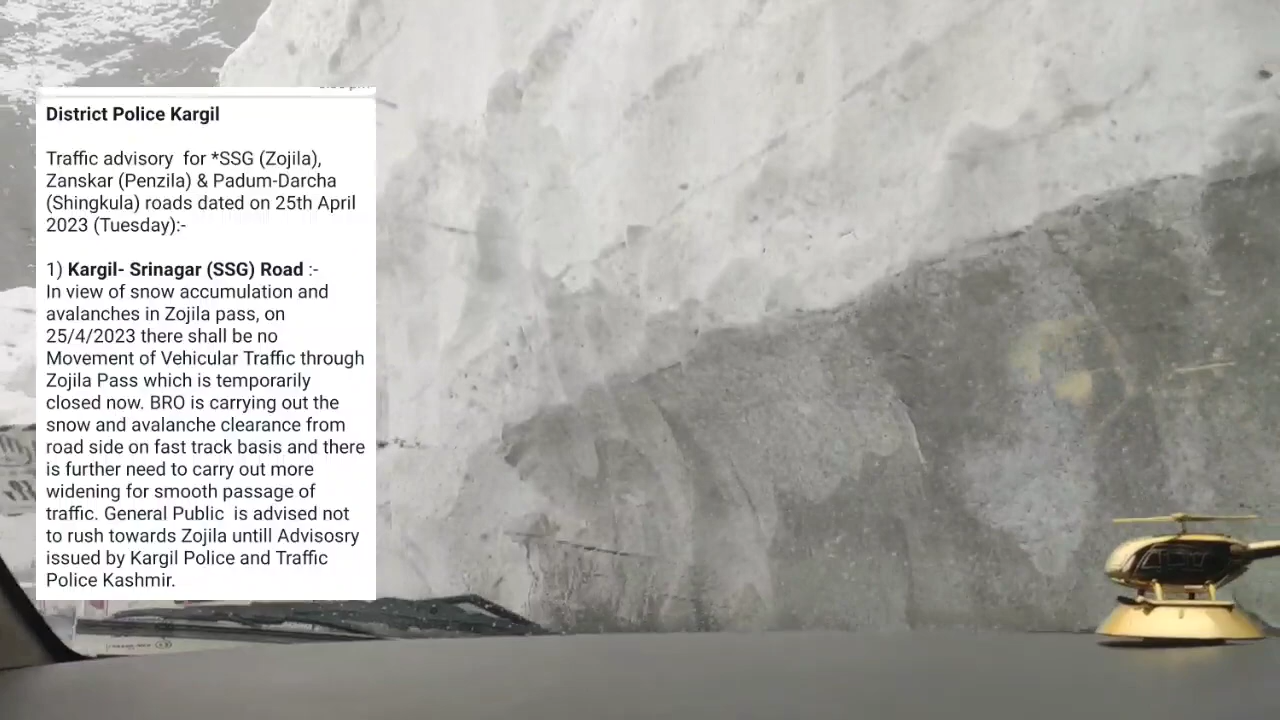 District Police Kargil
Traffic advisory for *SSG (Zojila),
Zanskar (Penzila) & Padum-Darcha
(Shingkula) roads dated on 25th April
2023 (Tuesday):-
1) Kargil- Srinagar (SSG) Road :-
In view of snow accumulation and
avalanches in Zojila pass, on
25/4/2023 there shall be no
Movement of Vehicular Traffic through
Zojila Pass which is temporarily
closed now. BRO is carrying out the
snow and avalanche clearance from
road side on fast track basis and there
is further need to carry out more
widening for smooth passage of
traffic. General Public is advised not
to rush towards Zojila untill Advisosry
issued by Kargil Police and Traffic
Police Kashmir.